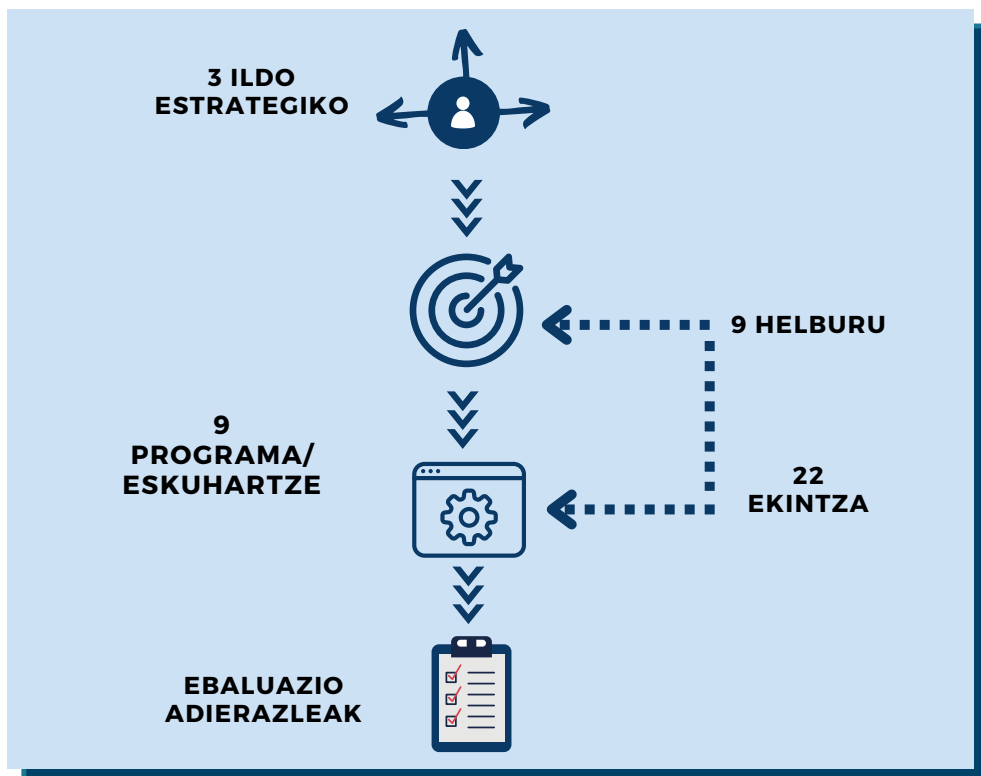 3 ILDO
ESTRATEGIKO
9 HELBURU
9
PROGRAMA/
ESKUHARTZE
22
EKINTZA
EBALUAZIO
ADIERAZLEAK